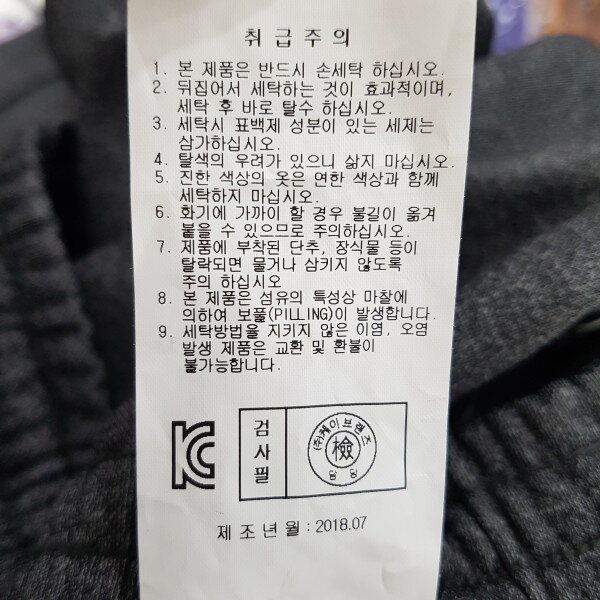 취급주의
1. 본 제품은 반드시 손세탁 하십시오.
2. 뒤집어서 세탁하는 것이 효과적이며,
세탁 후 바로 탈수 하십시오.
3. 세탁시 표백제 성분이 있는 세제는
삼가하십시오.
4. 탈색의 우려가 있으니 삶지 마십시오.
5. 진한 색상의 옷은 연한 색상과 함께
세탁하지 마십시오.
6. 화기에 가까이 할 경우 불길이 옮겨
붙을 수 있으므로 주의하십시오.
7. 제품에 부착된 단추, 장식물 등이
탈락되면 물거나 삼키지 않도록
주의 하십시오
8. 본 제품은 섬유의 특성상 마찰에
의하여 보풀(PILLING)이 발생합니다.
9. 세탁방법을 지키지 않은 이염, 오염
발생 제품은 교환 및 환불이
불가능합니다.
KC
검사필
(주)케이브랜즈
檢
담당
제조년월 : 2018.07